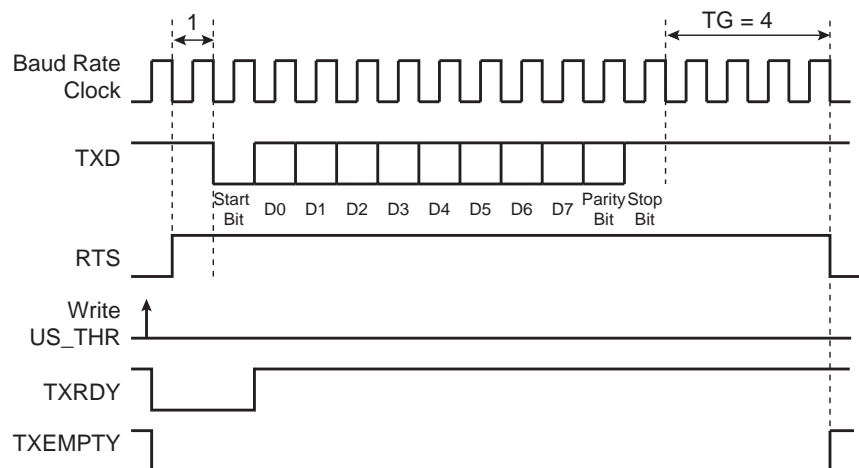 1
TG = 4
Baud Rate
Clock
TXD
Start
Bit
D0
D1
D2
D3
D4
D5
D6
D7
Parity
Bit
Stop
Bit
RTS
Write
US_THR
TXRDY
TXEMPTY